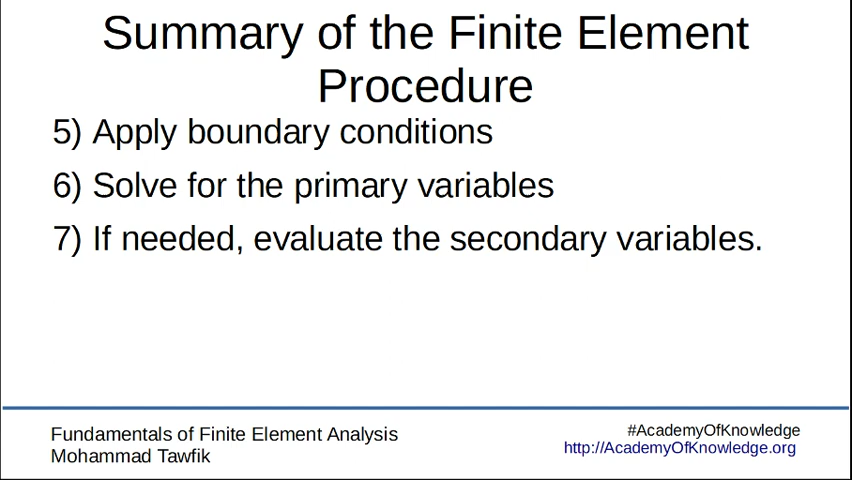 Summary of the Finite Element
Procedure
5) Apply boundary conditions
6) Solve for the primary variables
7) If needed, evaluate the secondary variables.
Fundamentals of Finite Element Analysis
Mohammad Tawfik
#AcademyOfKnowledge
http://AcademyOfKnowledge.org